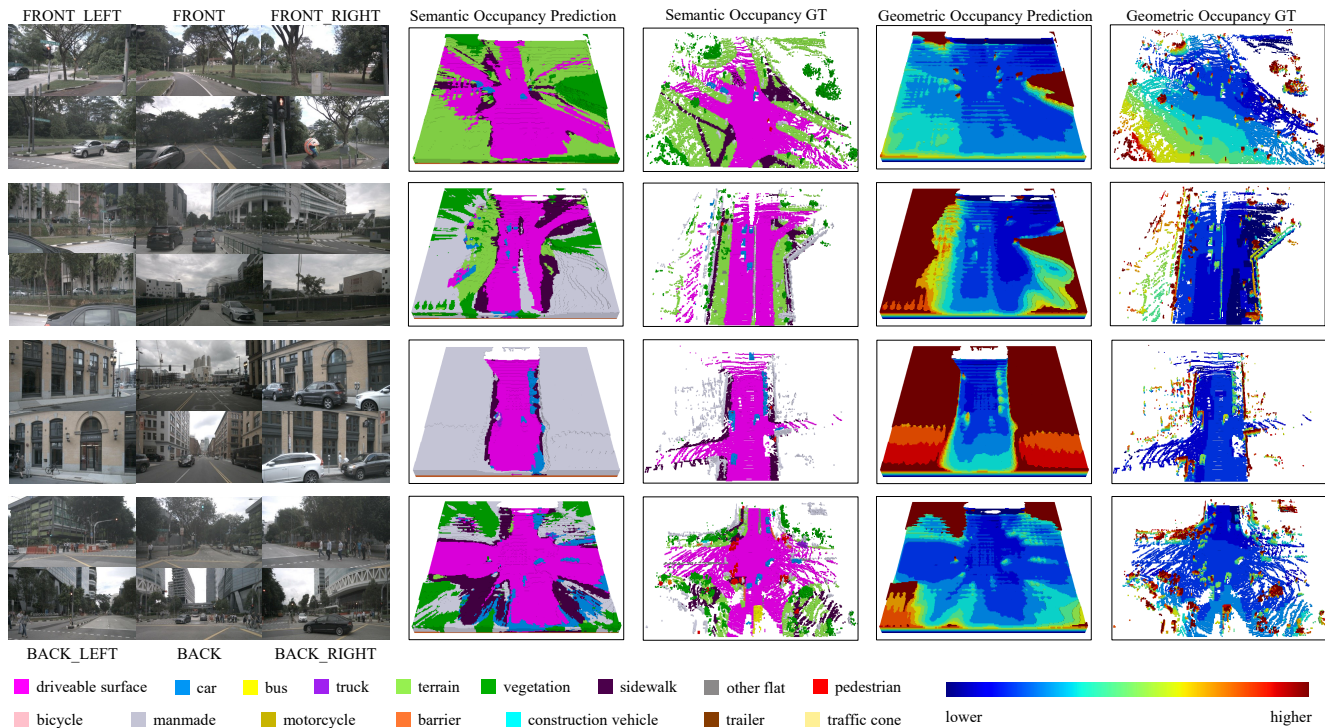 FRONT_LEFT FRONT FRONT_RIGHT Semantic Occupancy Prediction Semantic Occupancy GT Geometric Occupancy Prediction Geometric Occupancy GT
BACK_LEFT BACK BACK_RIGHT
driveable surface car bus truck terrain vegetation sidewalk other flat pedestrian
bicycle manmade motorcycle barrier construction vehicle trailer traffic cone
lower higher